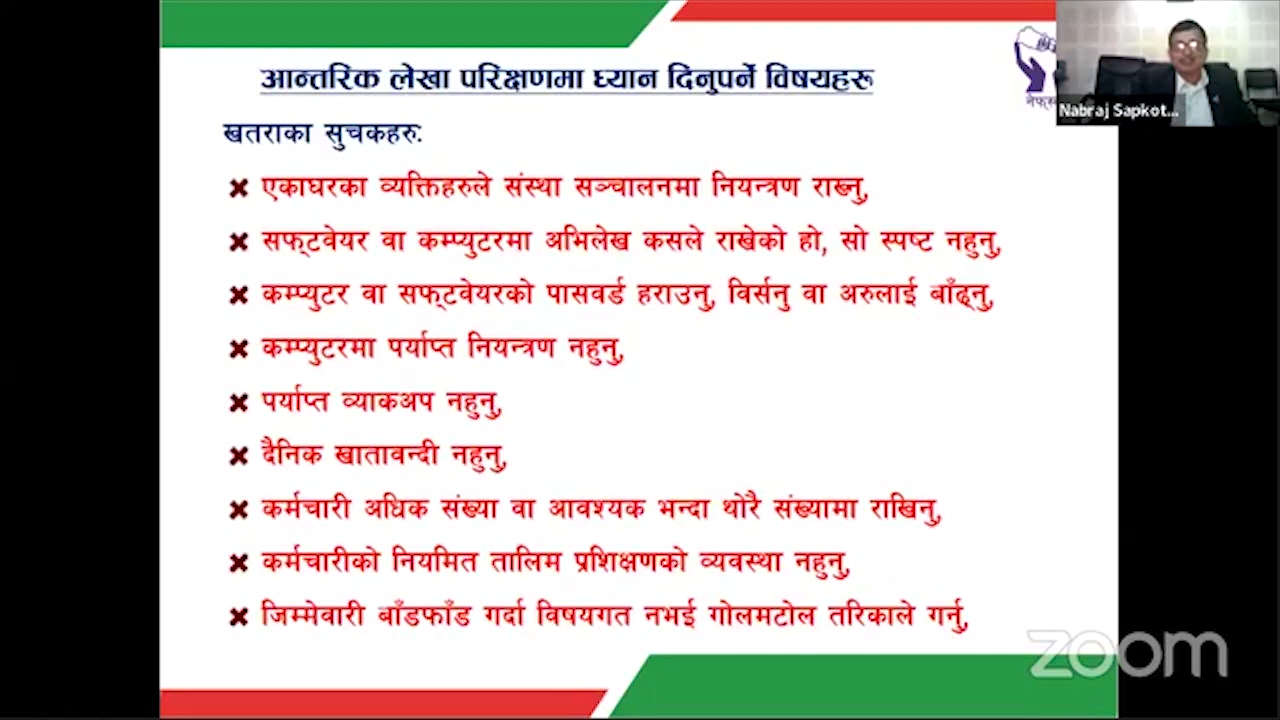 आन्तरिक लेखा परिक्षणमा ध्यान दिनुपर्ने विषयहरू
Nabraj Sapkot...
खतराका सुचकहरु:
एकाघरका व्यक्तिहरुले संस्था सञ्चालनमा नियन्त्रण राख्नु,
सफ्टवेयर वा कम्प्युटरमा अभिलेख कसले राखेको हो, सो स्पष्ट नहुनु,
कम्प्युटर वा सफ्टवेयरको पासवर्ड हराउनु, विर्सनु वा अरुलाई बाँढ्नु,
कम्प्युटरमा पर्याप्त नियन्त्रण नहुनु,
पर्याप्त व्याकअप नहुनु,
दैनिक खातावन्दी नहुनु,
कर्मचारी अधिक संख्या वा आवश्यक भन्दा थोरै संख्यामा राखिनु,
कर्मचारीको नियमित तालिम प्रशिक्षणको व्यवस्था नहुनु,
जिम्मेवारी बाँडफाँड गर्दा विषयगत नभई गोलमटोल तरिकाले गर्नु,
zoom